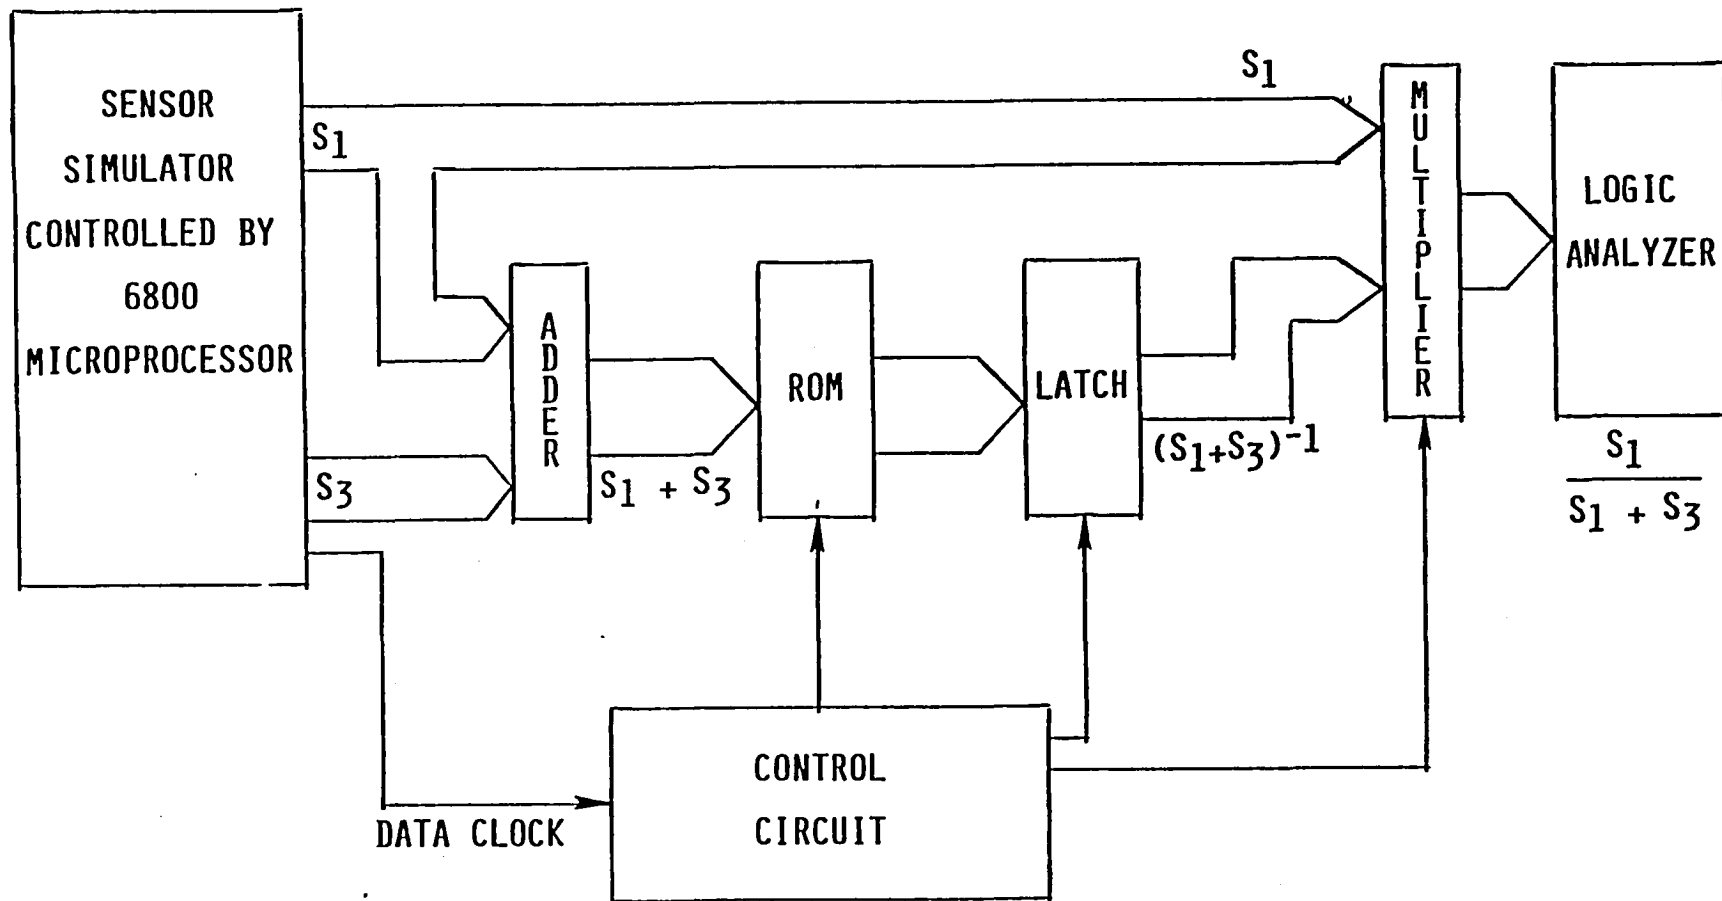 SENSOR
SIMULATOR
CONTROLLED BY
6800
MICROPROCESSOR
S1
S1
S3
ADDER
S1 + S3
ROM
LATCH
(S1+S3)-1
MULTIPLIER
LOGIC
ANALYZER
S1
S1 + S3
DATA CLOCK
CONTROL
CIRCUIT